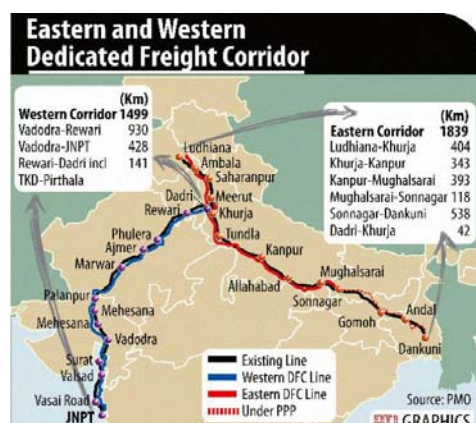 Eastern and Western
Dedicated Freight Corridor
(Km)
Western Corridor 1499
Vadodra-Rewari 930
Vadodra-JNPT 428
Rewari-Dadri incl 141
TKD-Pirthala
(Km)
Eastern Corridor 1839
Ludhiana-Khurja 404
Khurja-Kanpur 343
Kanpur-Mughalsarai 393
Mughalsarai-Sonnagar 118
Sonnagar-Dankuni 538
Dadri-Khurja 42
Ludhiana
Ambala
Saharanpur
Meerut
Dadri
Rewari
Khurja
Phulera
Ajmer
Tundla
Marwar
Kanpur
Palanpur
Allahabad
Mughalsarai
Sonnagar
Mehesana
Mehesana
Gomoh
Andal
Vadodra
Dankuni
Surat
Valsad
Vasai Road
JNPT
Existing Line
Western DFC Line
Eastern DFC Line
Under PPP
Source: PMO
GRAPHICS